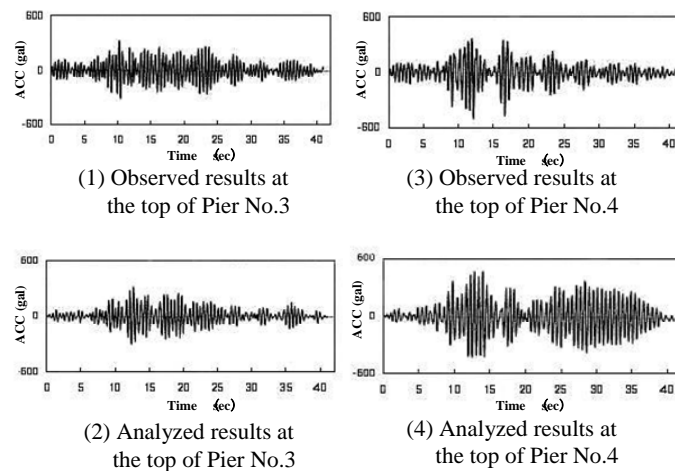 600
ACC (gal)
0
-600
0 5 10 15 20 25 30 35 40
Time (sec)
(1) Observed results at
the top of Pier No.3
600
ACC (gal)
0
-600
0 5 10 15 20 25 30 35 40
Time (sec)
(3) Observed results at
the top of Pier No.4
600
ACC (gal)
0
-600
0 5 10 15 20 25 30 35 40
Time (sec)
(2) Analyzed results at
the top of Pier No.3
600
ACC (gal)
0
-600
0 5 10 15 20 25 30 35 40
Time (sec)
(4) Analyzed results at
the top of Pier No.4